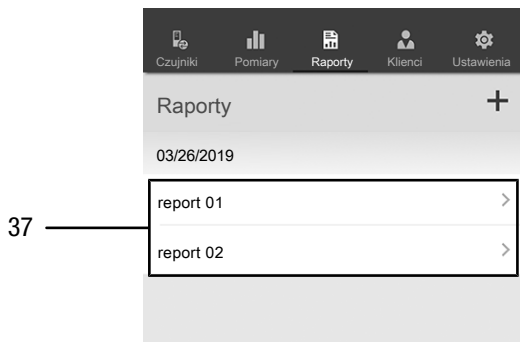 Czujniki Pomiary Raporty Klienci Ustawienia
Raporty +
03/26/2019
report 01 >
37
report 02 >